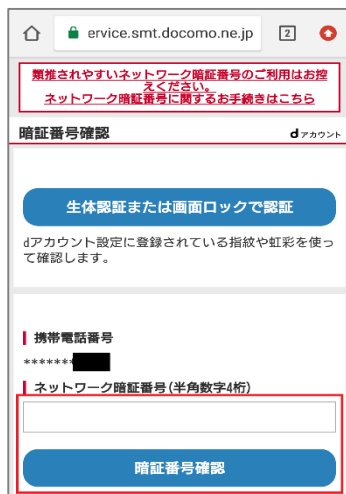 ervice.smt.docomo.ne.jp
2
類推されやすいネットワーク暗証番号のご利用はお控
えください。
ネットワーク暗証番号に関するお手続きはこちら
暗証番号確認
dアカウント
生体認証または画面ロックで認証
dアカウント設定に登録されている指紋や虹彩を使っ
て確認します。
携帯電話番号
*******
ネットワーク暗証番号(半角数字4桁)
暗証番号確認